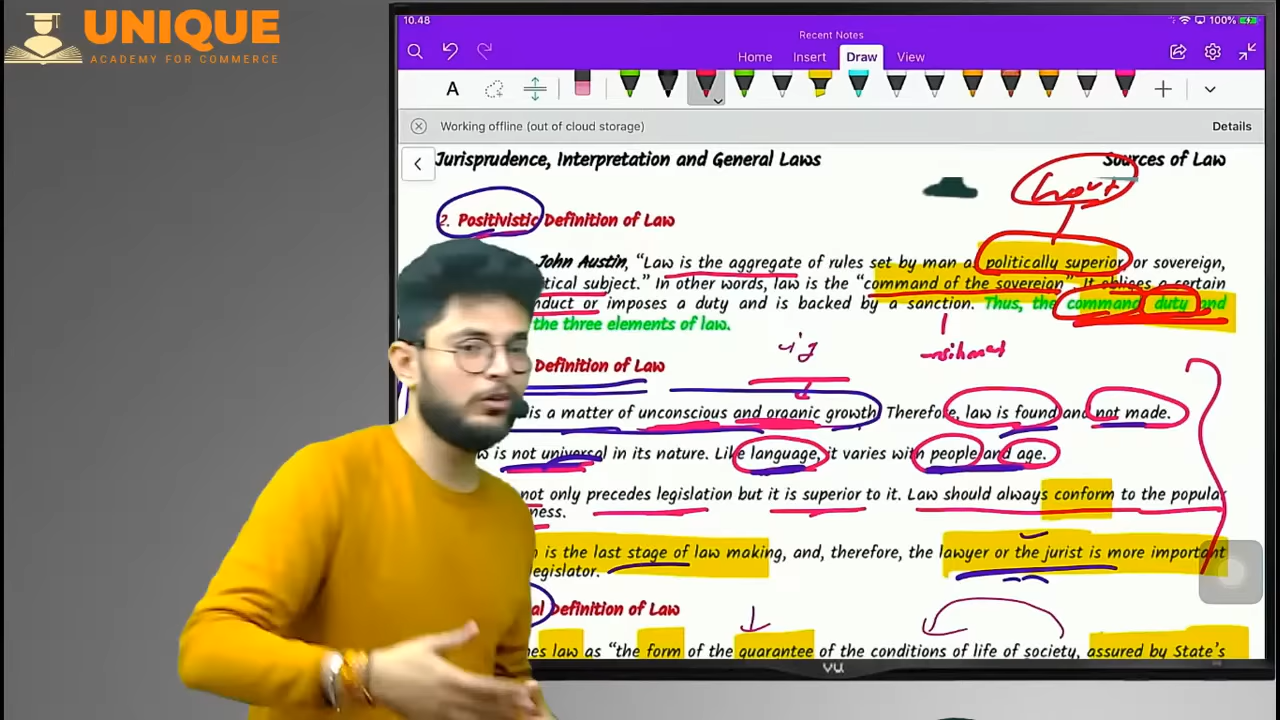 UNIQUE
ACADEMY FOR COMMERCE
10.48
100%
Recent Notes
Home Insert Draw View
A
Working offline (out of cloud storage)
Details
Jurisprudence, Interpretation and General Laws
Sources of Law
2. Positivistic Definition of Law
John Austin, “Law is the aggregate of rules set by man as politically superior, or sovereign,
tical subject.” In other words, law is the “command of the sovereign”. It obliges a certain
nduct or imposes a duty and is backed by a sanction. Thus, the command, duty and
the three elements of law.
Definition of Law
is a matter of unconscious and organic growth. Therefore, law is found and not made.
w is not universal in its nature. Like language, it varies with people and age.
not only precedes legislation but it is superior to it. Law should always conform to the popular
ness.
n is the last stage of law making, and, therefore, the lawyer or the jurist is more important
egislator.
al Definition of Law
nes law as “the form of the guarantee of the conditions of life of society, assured by State’s
vu